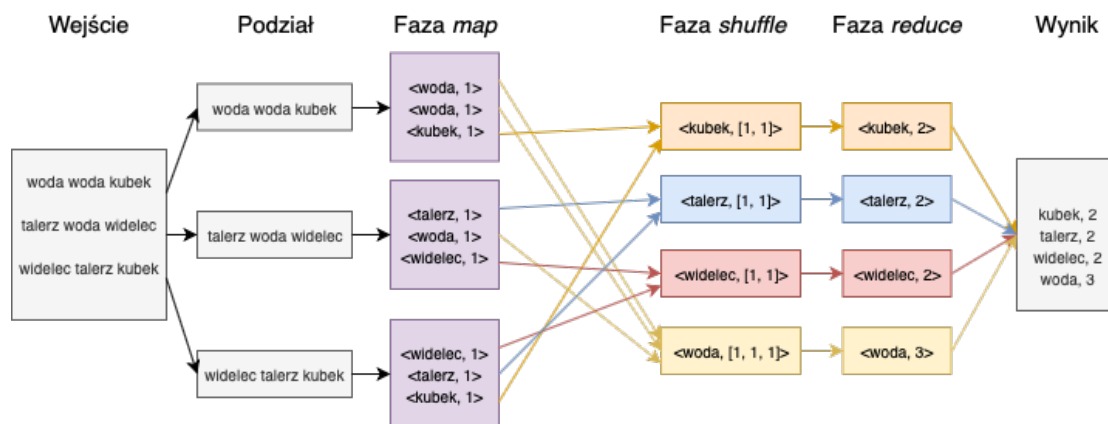 Wejście
Podział
Faza map
Faza shuffle
Faza reduce
Wynik
woda woda kubek
talerz woda widelec
widelec talerz kubek
woda woda kubek
talerz woda widelec
widelec talerz kubek
<woda, 1>
<woda, 1>
<kubek, 1>
<talerz, 1>
<woda, 1>
<widelec, 1>
<widelec, 1>
<talerz, 1>
<kubek, 1>
<kubek, [1, 1]>
<talerz, [1, 1]>
<widelec, [1, 1]>
<woda, [1, 1, 1]>
<kubek, 2>
<talerz, 2>
<widelec, 2>
<woda, 3>
kubek, 2
talerz, 2
widelec, 2
woda, 3